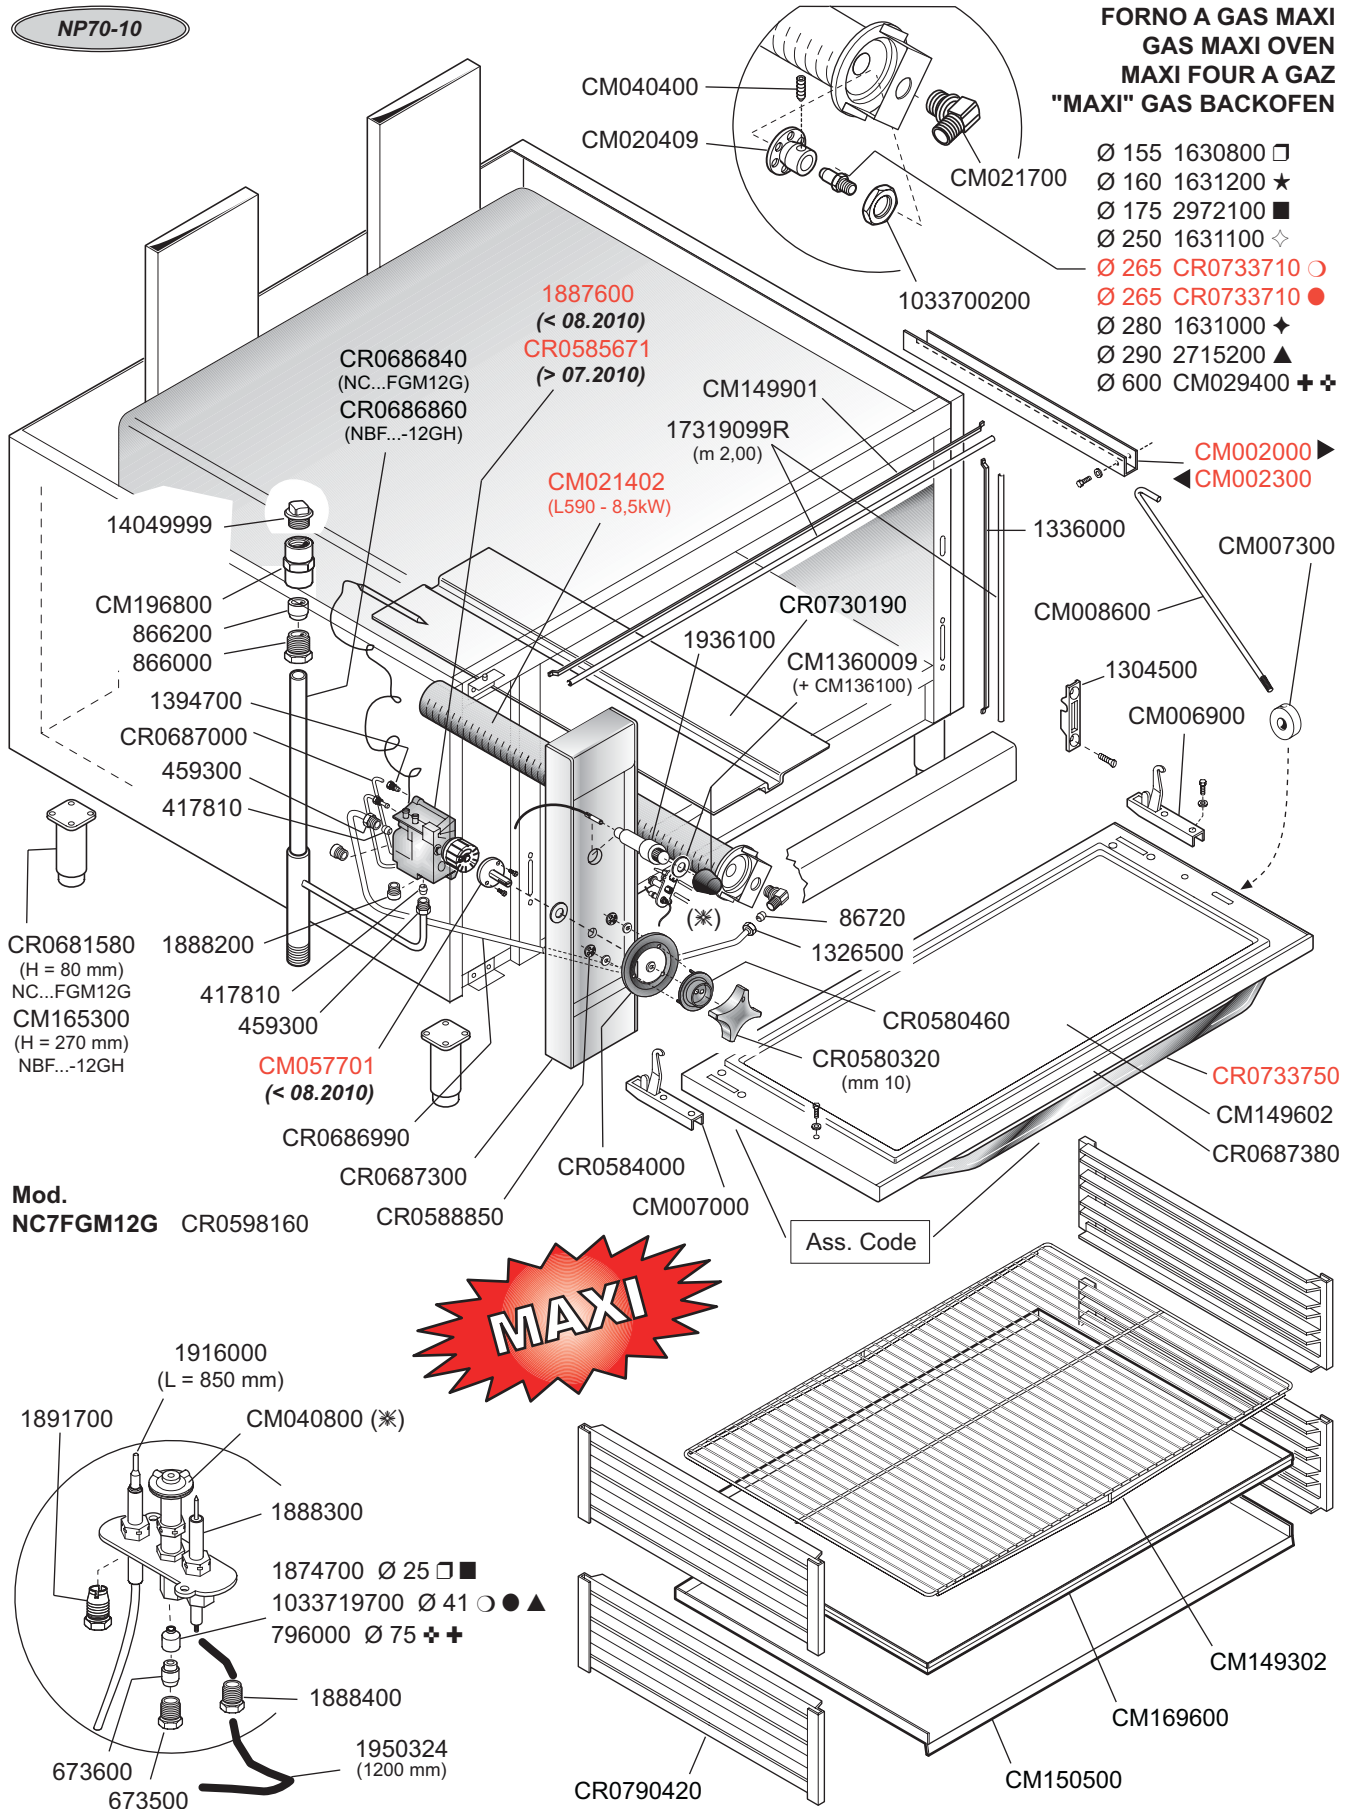 NP70-10
FORNO A GAS MAXI
GAS MAXI OVEN
MAXI FOUR A GAZ
"MAXI" GAS BACKOFEN
CM040400
CM020409
CM021700
1033700200
Ø 155 1630800 ❒
Ø 160 1631200 ★
Ø 175 2972100 ■
Ø 250 1631100 ✧
Ø 265 CR0733710 ❍
Ø 265 CR0733710 ●
Ø 280 1631000 ✦
Ø 290 2715200 ▲
Ø 600 CM029400 ✚ ✜
1887600
(< 08.2010)
CR0585671
(> 07.2010)
CR0686840
(NC...FGM12G)
CR0686860
(NBF...-12GH)
CM149901
17319099R
(m 2,00)
CM021402
(L590 - 8,5kW)
CM002000 ▶
◀ CM002300
14049999
1336000
CM007300
CM196800
866200
866000
CR0730190
CM008600
1936100
CM1360009
(+ CM136100)
1304500
1394700
CR0687000
459300
417810
CM006900
(※)
86720
1326500
CR0681580
(H = 80 mm)
NC...FGM12G
CM165300
(H = 270 mm)
NBF...-12GH
1888200
417810
459300
CM057701
(< 08.2010)
CR0580460
CR0580320
(mm 10)
CR0733750
CM149602
CR0687380
CR0686990
CR0687300
CR0588850
CR0584000
CM007000
Ass. Code
Mod.
NC7FGM12G CR0598160
MAXI
1916000
(L = 850 mm)
1891700
CM040800 (※)
1888300
1874700 Ø 25 ❒ ■
1033719700 Ø 41 ❍ ● ▲
796000 Ø 75 ✜ ✚
1888400
1950324
(1200 mm)
673600
673500
CM149302
CM169600
CM150500
CR0790420